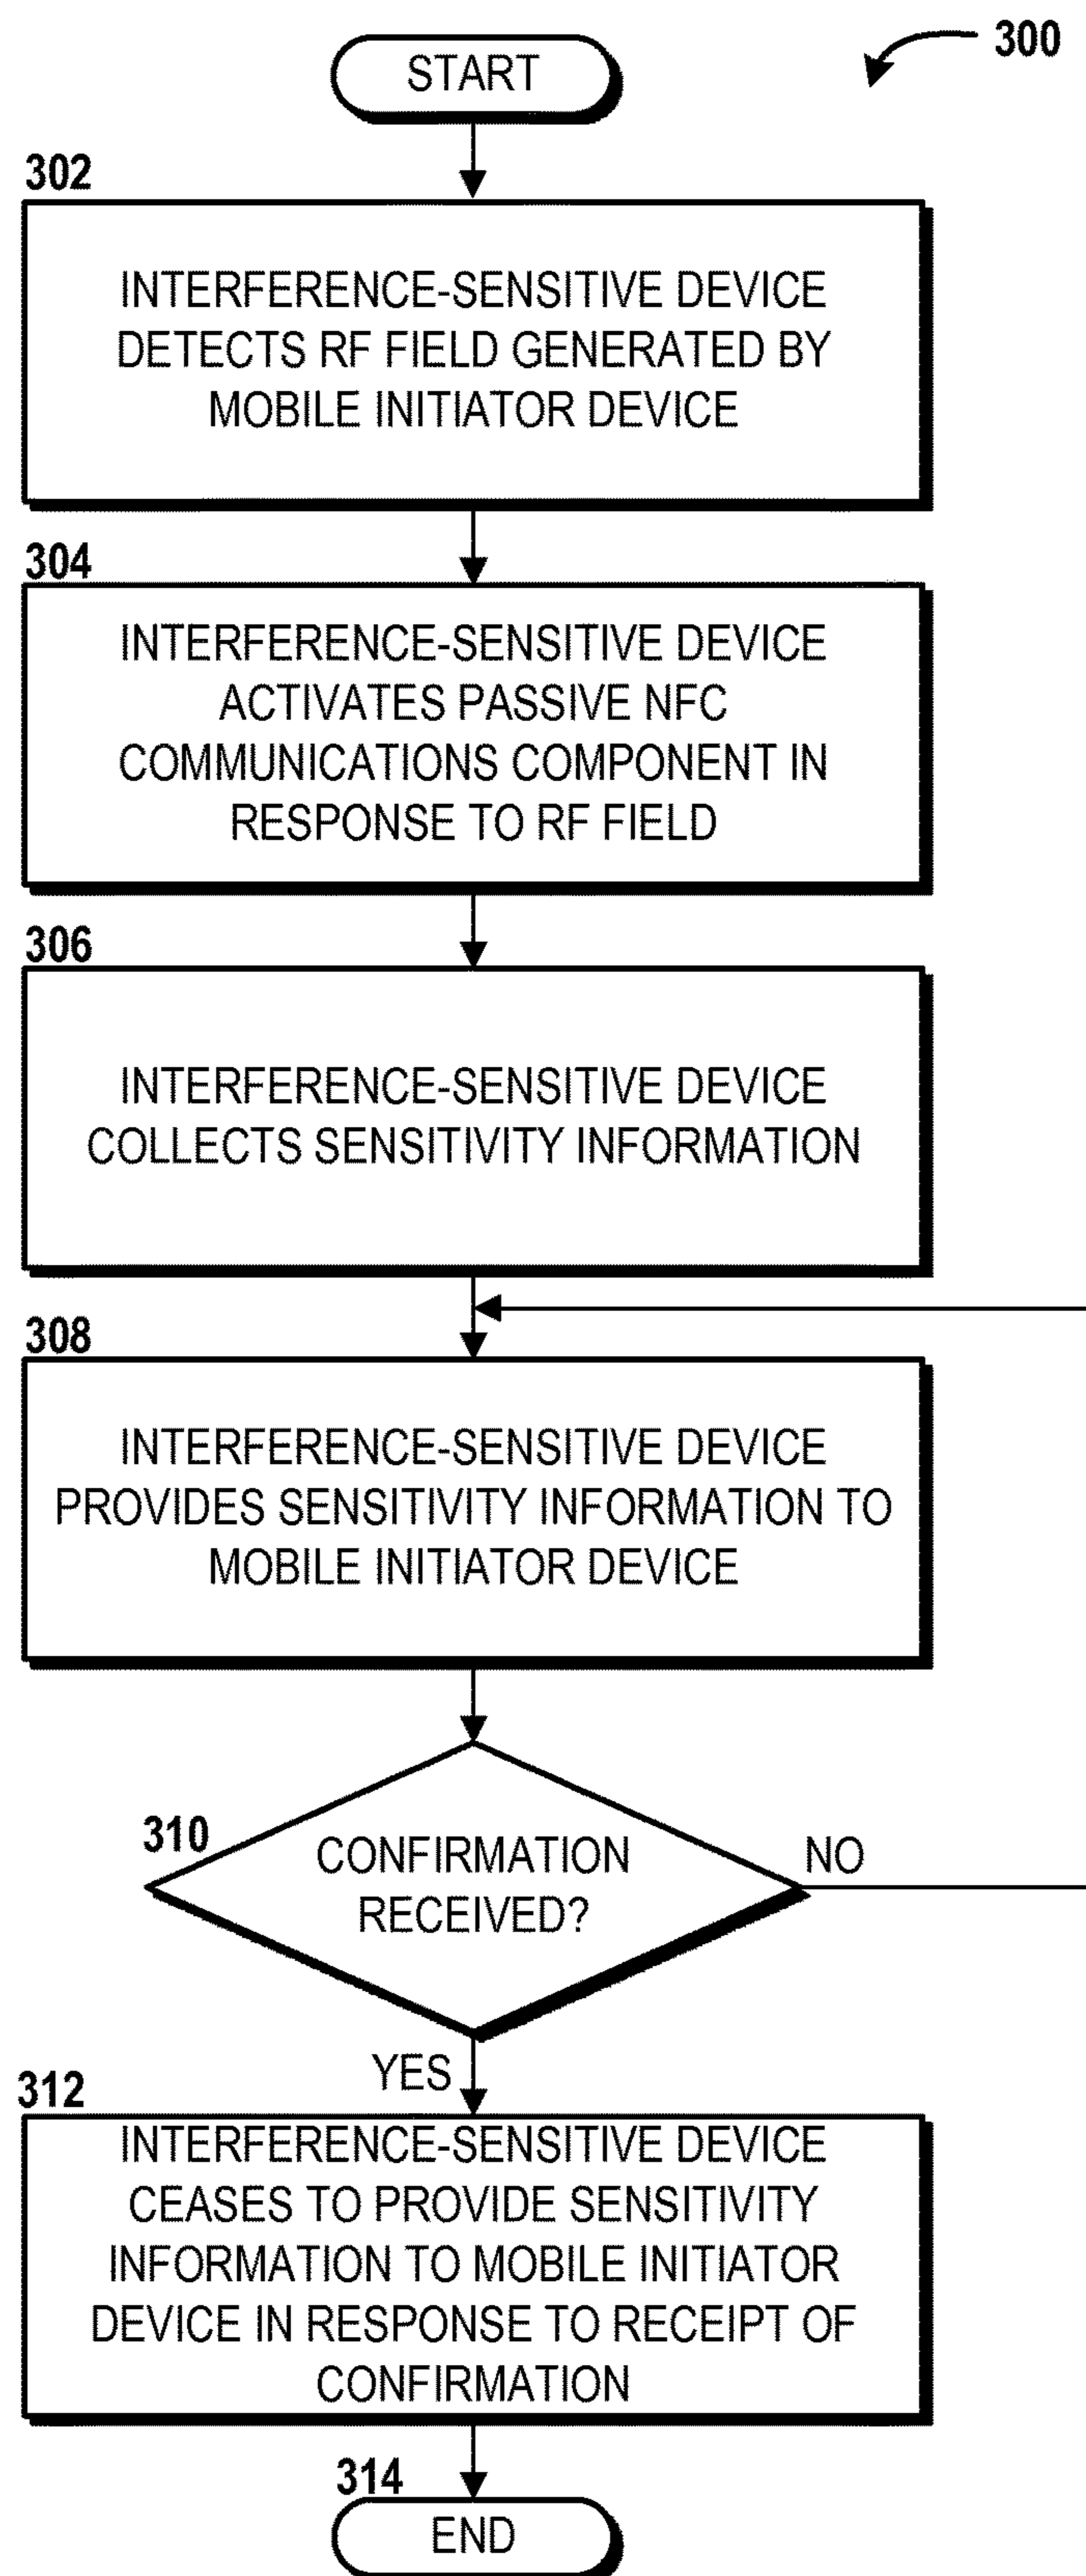 300
START
302
INTERFERENCE-SENSITIVE DEVICE
DETECTS RF FIELD GENERATED BY
MOBILE INITIATOR DEVICE
304
INTERFERENCE-SENSITIVE DEVICE
ACTIVATES PASSIVE NFC
COMMUNICATIONS COMPONENT IN
RESPONSE TO RF FIELD
306
INTERFERENCE-SENSITIVE DEVICE
COLLECTS SENSITIVITY INFORMATION
308
INTERFERENCE-SENSITIVE DEVICE
PROVIDES SENSITIVITY INFORMATION TO
MOBILE INITIATOR DEVICE
310
CONFIRMATION
RECEIVED?
NO
YES
312
INTERFERENCE-SENSITIVE DEVICE
CEASES TO PROVIDE SENSITIVITY
INFORMATION TO MOBILE INITIATOR
DEVICE IN RESPONSE TO RECEIPT OF
CONFIRMATION
314
END